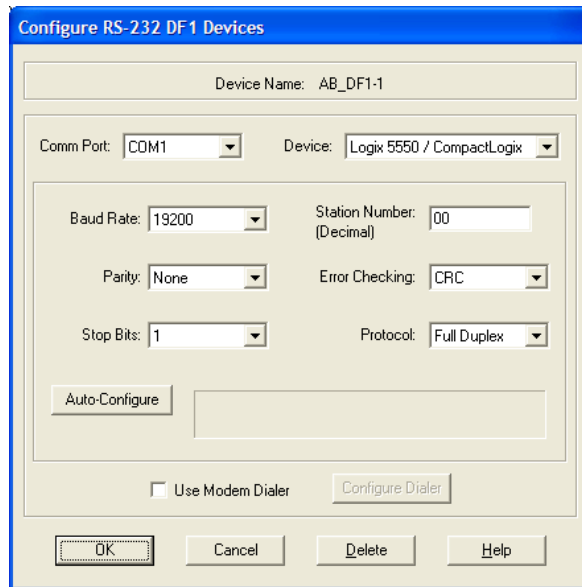 Configure RS-232 DF1 Devices
Device Name: AB_DF1-1
Comm Port: COM1 Device: Logix 5550 / CompactLogix
Baud Rate: 19200 Station Number: 00
(Decimal)
Parity: None Error Checking: CRC
Stop Bits: 1 Protocol: Full Duplex
Auto-Configure
Use Modem Dialer Configure Dialer
OK Cancel Delete Help